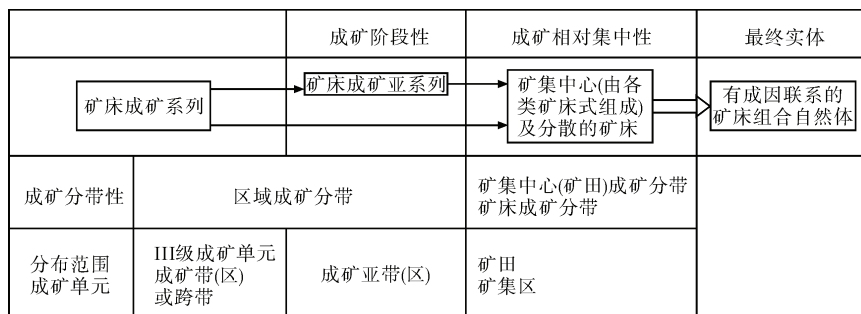 成矿阶段性
成矿相对集中性
最终实体
矿床成矿系列
矿床成矿亚系列
矿集中心(由各
类矿床式组成)
及分散的矿床
有成因联系的
矿床组合自然体
成矿分带性
区域成矿分带
矿集中心(矿田)成矿分带
矿床成矿分带
分布范围
成矿单元
III级成矿单元
成矿带(区)
或跨带
成矿亚带(区)
矿田
矿集区